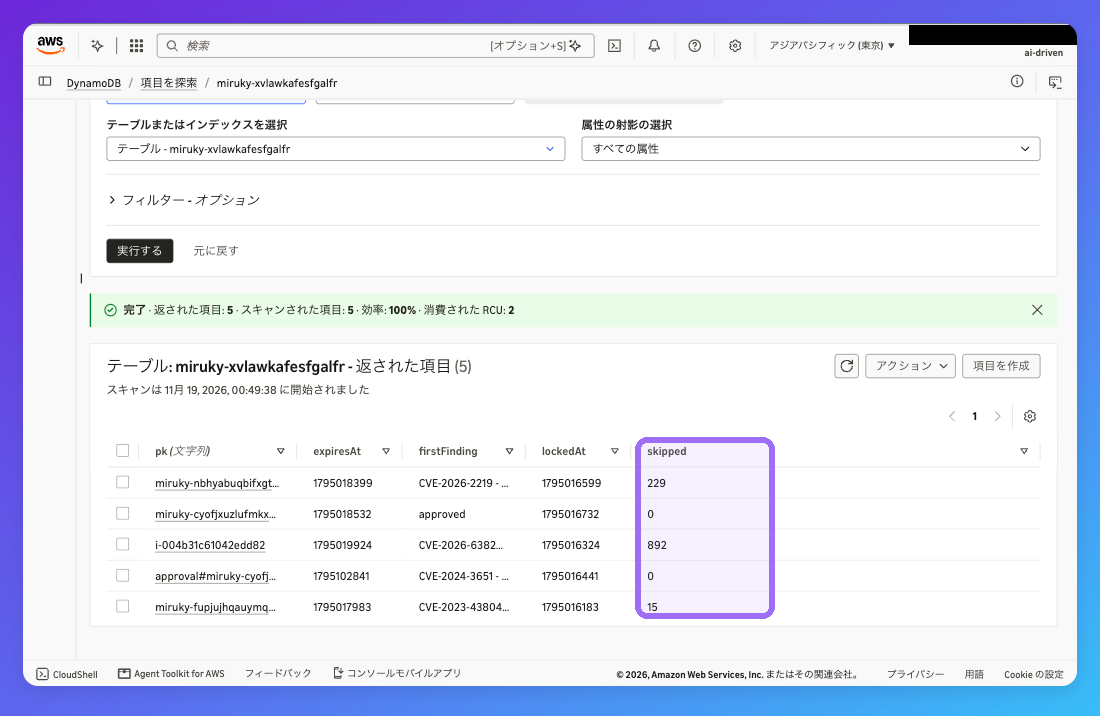 aws
検索
[オプション+S]
アジアパシフィック (東京) ▼
ai-driven
DynamoDB / 項目を探索 / miruky-xvlawkafesfgalfr
テーブルまたはインデックスを選択
属性の射影の選択
テーブル - miruky-xvlawkafesfgalfr
すべての属性
フィルター - オプション
実行する
元に戻す
完了 · 返された項目: 5 · スキャンされた項目: 5 · 効率: 100% · 消費された RCU: 2
テーブル: miruky-xvlawkafesfgalfr - 返された項目 (5)
スキャンは 11月 19, 2026, 00:49:38 に開始されました
アクション
項目を作成
1
pk (文字列) expiresAt firstFinding lockedAt skipped
miruky-nbhyabuqbifxgt... 1795018399 CVE-2026-2219 - ... 1795016599 229
miruky-cyofjxuzlufmkx... 1795018532 approved 1795016732 0
i-004b31c61042edd82 1795019924 CVE-2026-6382... 1795016324 892
approval#miruky-cyofj... 1795102841 CVE-2024-3651 - ... 1795016441 0
miruky-fupjujhqauymq... 1795017983 CVE-2023-43804... 1795016183 15
CloudShell
Agent Toolkit for AWS
フィードバック
コンソールモバイルアプリ
© 2026, Amazon Web Services, Inc. またはその関連会社。
プライバシー
用語
Cookie の設定